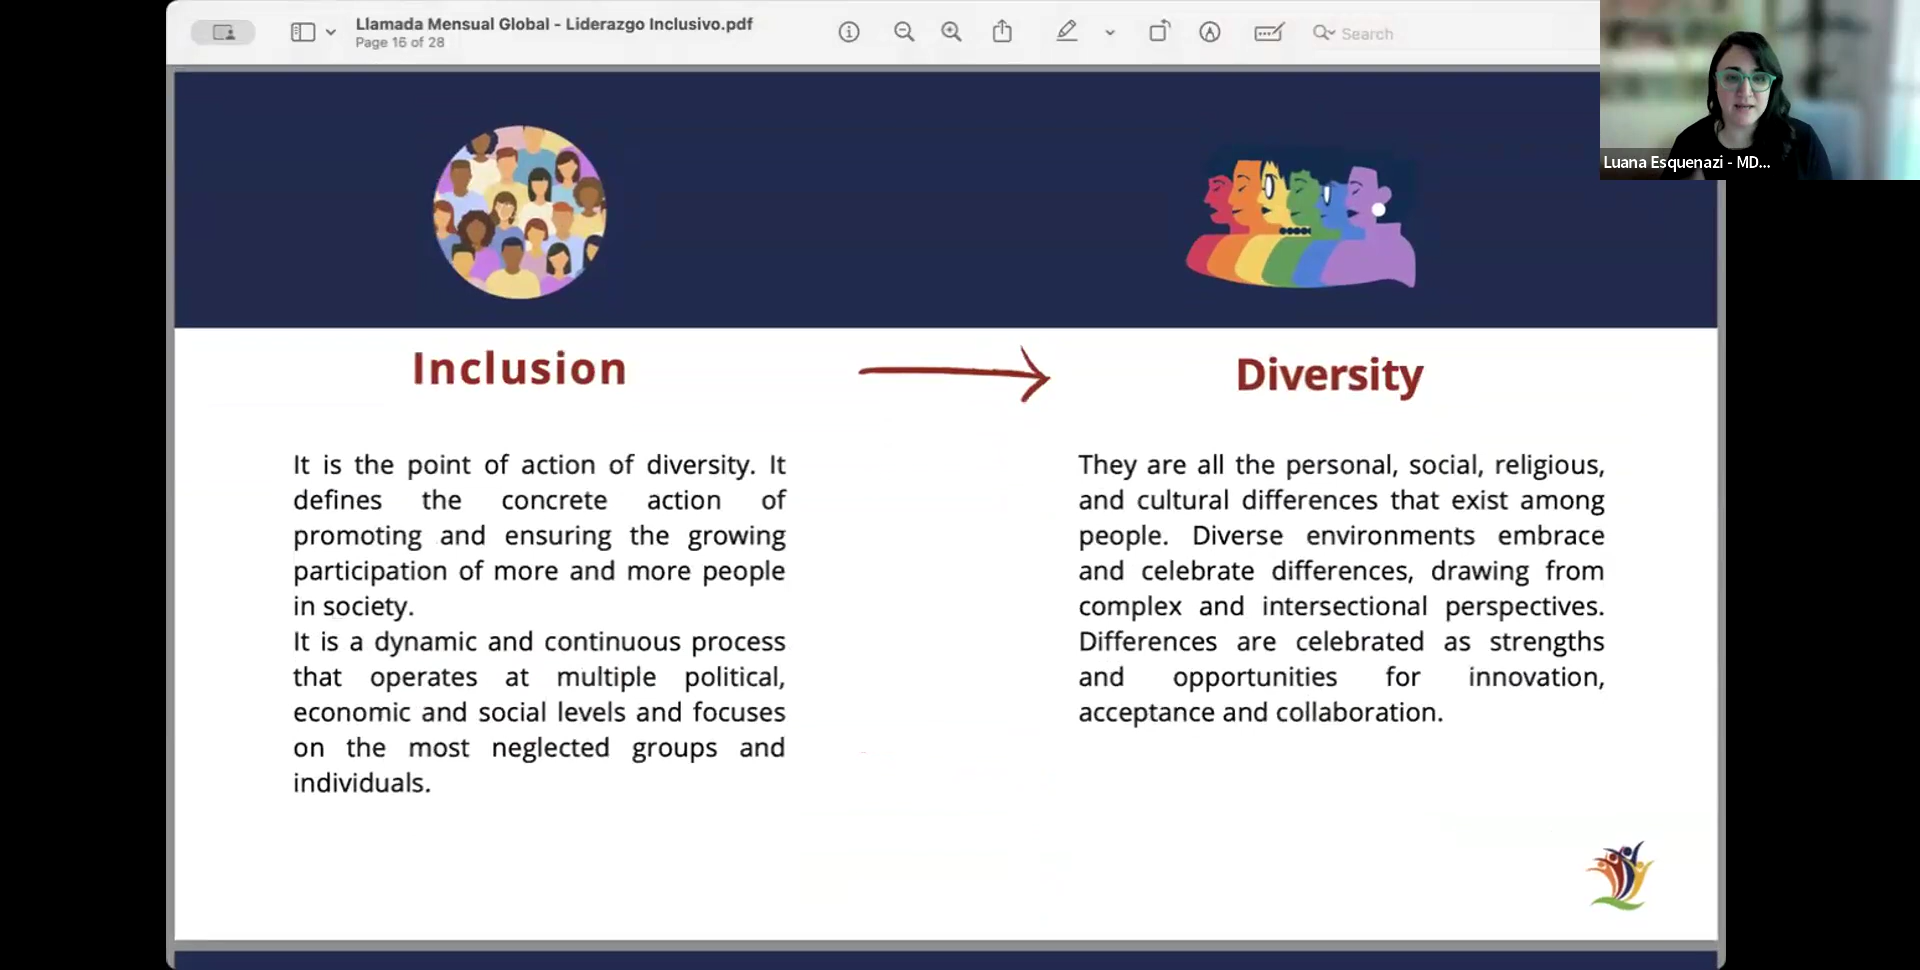 Llamada Mensual Global - Liderazgo Inclusivo.pdf
Page 16 of 28
Search
Luana Esquenazi - MD...
Inclusion
Diversity
It is the point of action of diversity. It
defines the concrete action of
promoting and ensuring the growing
participation of more and more people
in society.
It is a dynamic and continuous process
that operates at multiple political,
economic and social levels and focuses
on the most neglected groups and
individuals.
They are all the personal, social, religious,
and cultural differences that exist among
people. Diverse environments embrace
and celebrate differences, drawing from
complex and intersectional perspectives.
Differences are celebrated as strengths
and opportunities for innovation,
acceptance and collaboration.